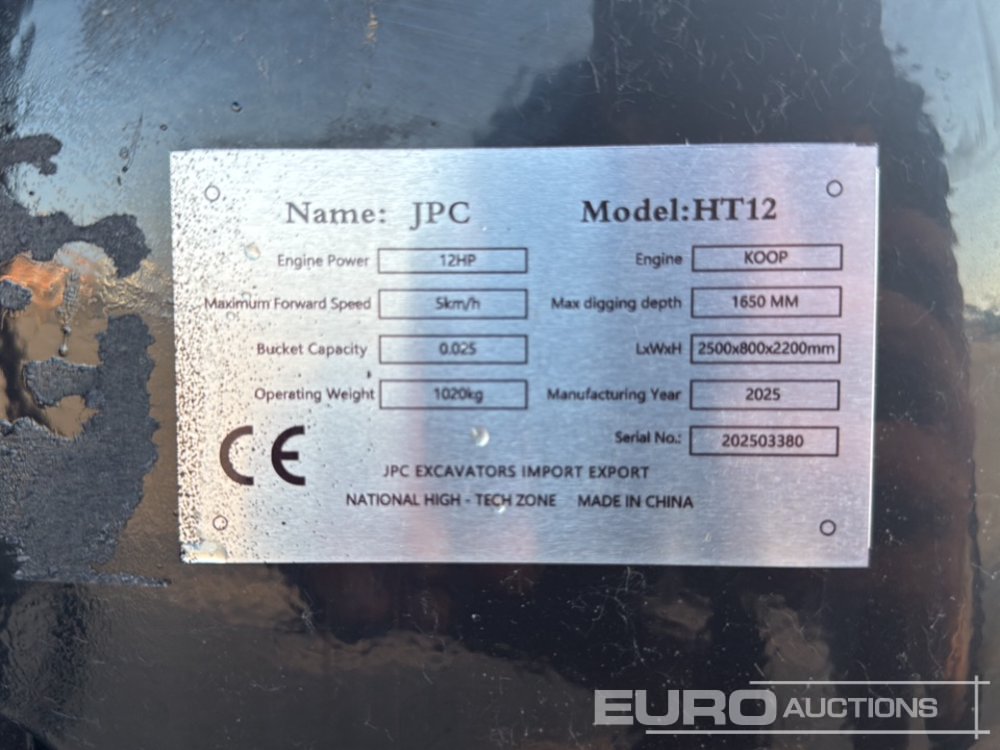 Name: JPC Model:HT12
Engine Power 12HP Engine KOOP
Maximum Forward Speed 5km/h Max digging depth 1650 MM
Bucket Capacity 0.025 LxWxH 2500x800x2200mm
Operating Weight 1020kg Manufacturing Year 2025
Serial No.: 202503380
CE
JPC EXCAVATORS IMPORT EXPORT
NATIONAL HIGH - TECH ZONE MADE IN CHINA
EURO AUCTIONS